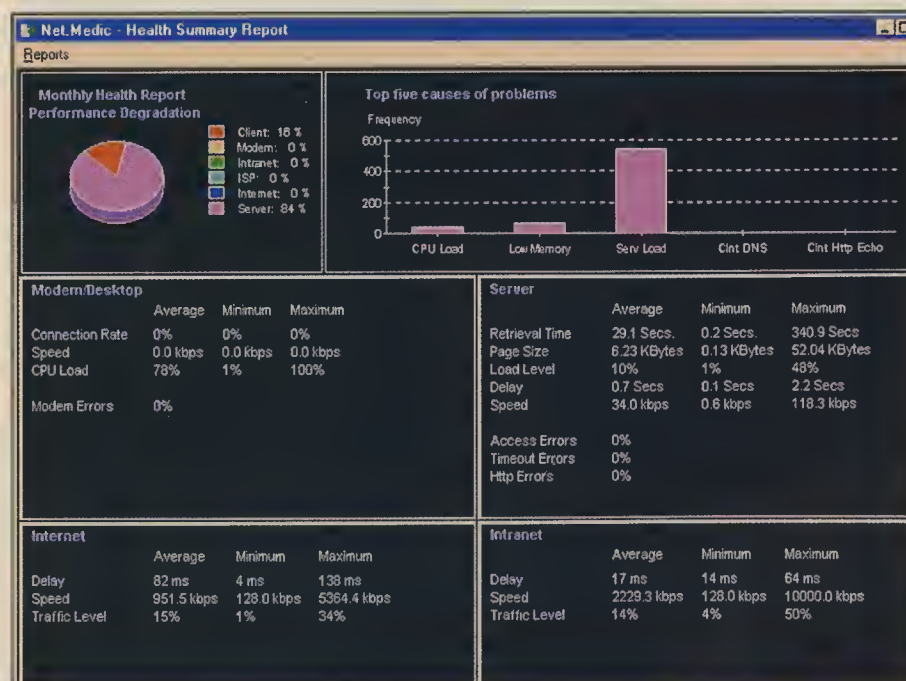 Net.Medic - Health Summary Report
Reports
Monthly Health Report
Performance Degradation
Client: 16 %
Modem: 0 %
Intranet: 0 %
ISP: 0 %
Internet: 0 %
Server: 84 %
Top five causes of problems
Frequency
600
400
200
0
CPU Load Low Memory Serv Load Clnt DNS Clnt Http Echo
Modem/Desktop
Average Minimum Maximum
Connection Rate 0% 0% 0%
Speed 0.0 kbps 0.0 kbps 0.0 kbps
CPU Load 78% 1% 100%
Modem Errors 0%
Server
Average Minimum Maximum
Retrieval Time 29.1 Secs. 0.2 Secs. 340.9 Secs
Page Size 6.23 KBytes 0.13 KBytes 52.04 KBytes
Load Level 10% 1% 48%
Delay 0.7 Secs 0.1 Secs 2.2 Secs
Speed 34.0 kbps 0.6 kbps 118.3 kbps
Access Errors 0%
Timeout Errors 0%
Http Errors 0%
Internet
Average Minimum Maximum
Delay 82 ms 4 ms 138 ms
Speed 951.5 kbps 128.0 kbps 5364.4 kbps
Traffic Level 15% 1% 34%
Intranet
Average Minimum Maximum
Delay 17 ms 14 ms 64 ms
Speed 2229.3 kbps 128.0 kbps 10000.0 kbps
Traffic Level 14% 4% 50%